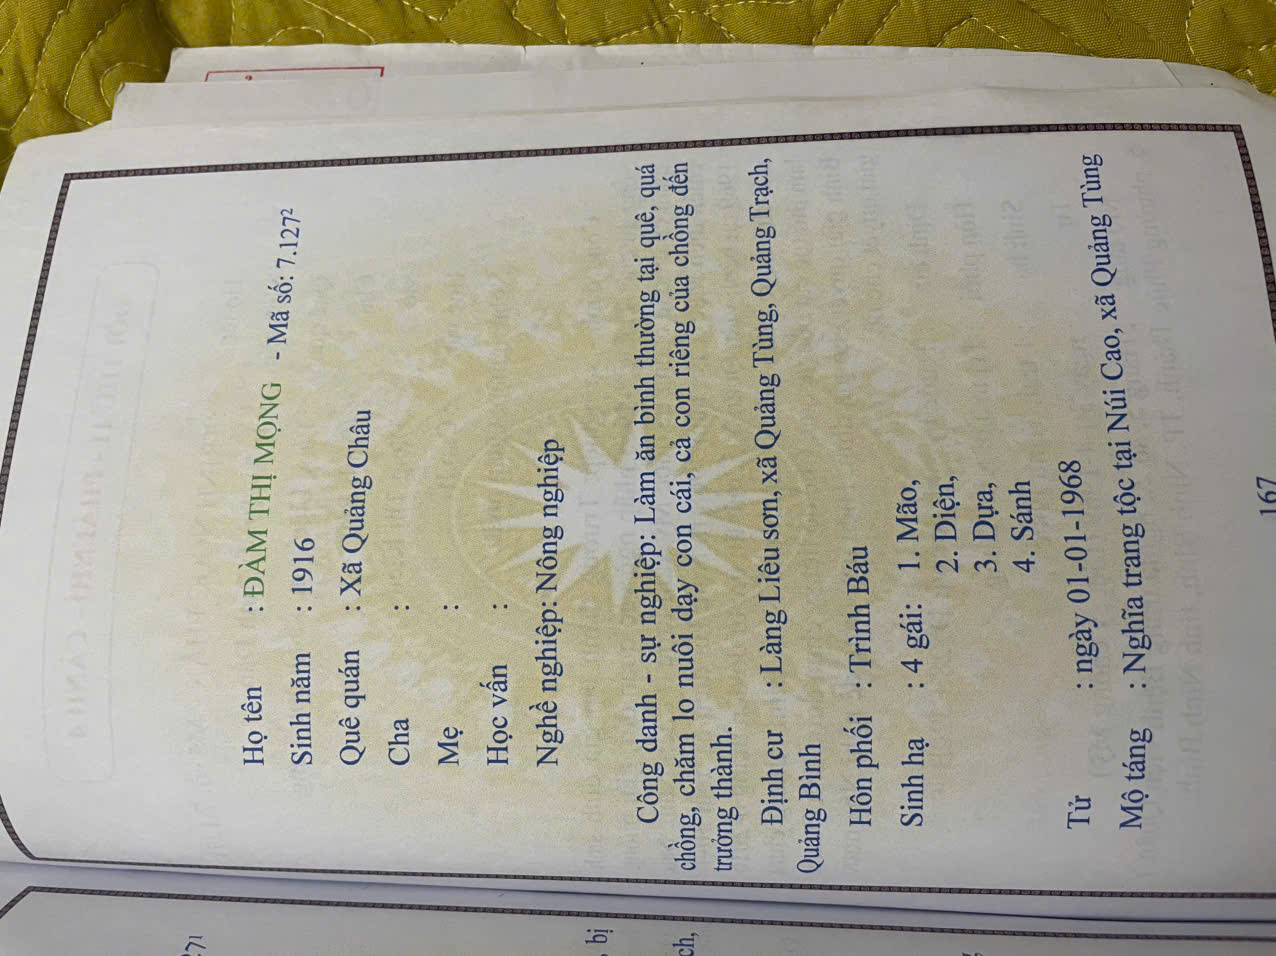 Họ tên : ĐÀM THỊ MỌNG - Mã số: 7.127²
Sinh năm : 1916
Quê quán : Xã Quảng Châu
Cha :
Mẹ :
Học vấn :
Nghề nghiệp: Nông nghiệp
Công danh - sự nghiệp: Làm ăn bình thường tại quê, quá
chồng, chăm lo nuôi dạy con cái, cả con riêng của chồng đến
trưởng thành.
Định cư : Làng Liêu sơn, xã Quảng Tùng, Quảng Trạch,
Quảng Bình
Hôn phối : Trình Báu
Sinh hạ : 4 gái: 1. Mão,
2. Diện,
3. Dựa,
4. Sánh
Tử : ngày 01-01-1968
Mộ táng : Nghĩa trang tộc tại Núi Cao, xã Quảng Tùng
167